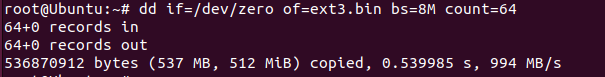 root@Ubuntu:~# dd if=/dev/zero of=ext3.bin bs=8M count=64
64+0 records in
64+0 records out
536870912 bytes (537 MB, 512 MiB) copied, 0.539985 s, 994 MB/s